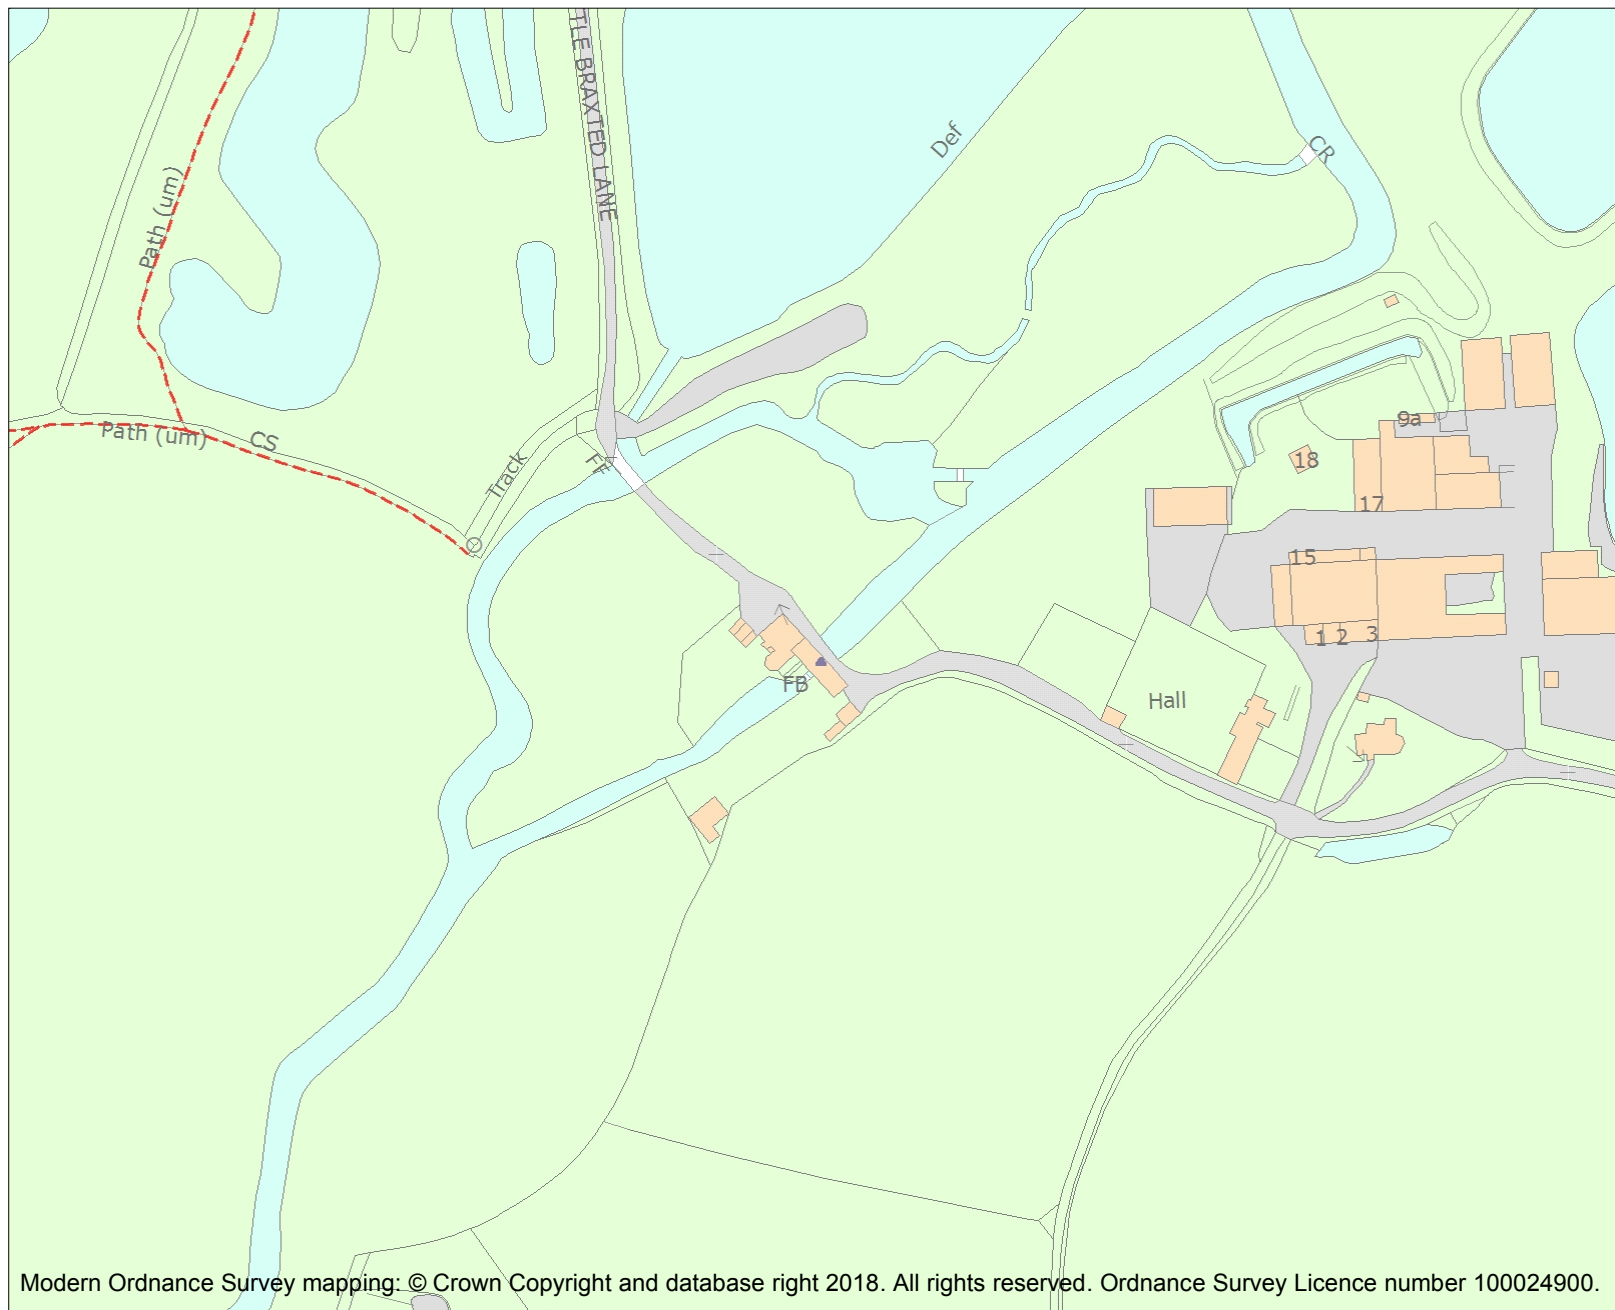 TLE BRAXTED LANE
Def
CR
Path (um)
Path (um)
CS
Track
FF
9a
18
17
15
1 2 3
FB
Hall
Modern Ordnance Survey mapping: © Crown Copyright and database right 2018. All rights reserved. Ordnance Survey Licence number 100024900.